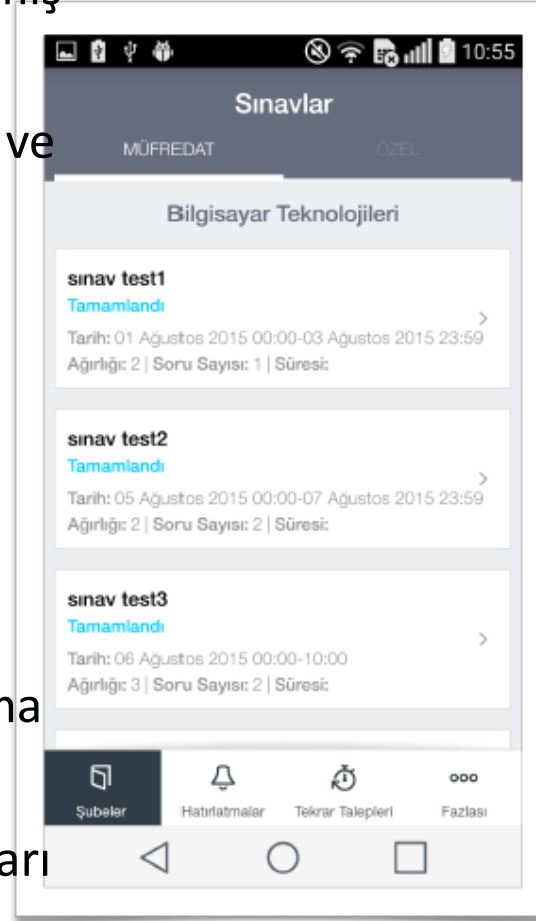 ve
na
arı
10:55
Sınavlar
MÜFREDAT ÖZEL
Bilgisayar Teknolojileri
sınav test1
Tamamlandı
Tarih: 01 Ağustos 2015 00:00-03 Ağustos 2015 23:59
Ağırlığı: 2 | Soru Sayısı: 1 | Süresi:
sınav test2
Tamamlandı
Tarih: 05 Ağustos 2015 00:00-07 Ağustos 2015 23:59
Ağırlığı: 2 | Soru Sayısı: 2 | Süresi:
sınav test3
Tamamlandı
Tarih: 06 Ağustos 2015 00:00-10:00
Ağırlığı: 3 | Soru Sayısı: 2 | Süresi:
Şubeler Hatırlatmalar Tekrar Talepleri Fazlası